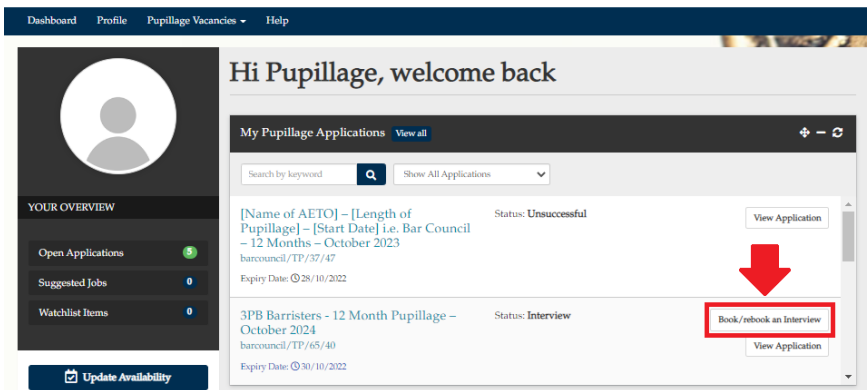 Dashboard Profile Pupillage Vacancies Help
Hi Pupillage, welcome back
My Pupillage Applications View all
Search by keyword
Show All Applications
YOUR OVERVIEW
Open Applications 5
Suggested Jobs 0
Watchlist Items 0
Update Availability
[Name of AETO] – [Length of
Pupillage] – [Start Date] i.e. Bar Council
– 12 Months – October 2023
barcouncil/TP/37/47
Expiry Date: 28/10/2022
Status: Unsuccessful
View Application
3PB Barristers - 12 Month Pupillage –
October 2024
barcouncil/TP/65/40
Expiry Date: 30/10/2022
Status: Interview
Book/rebook an Interview
View Application